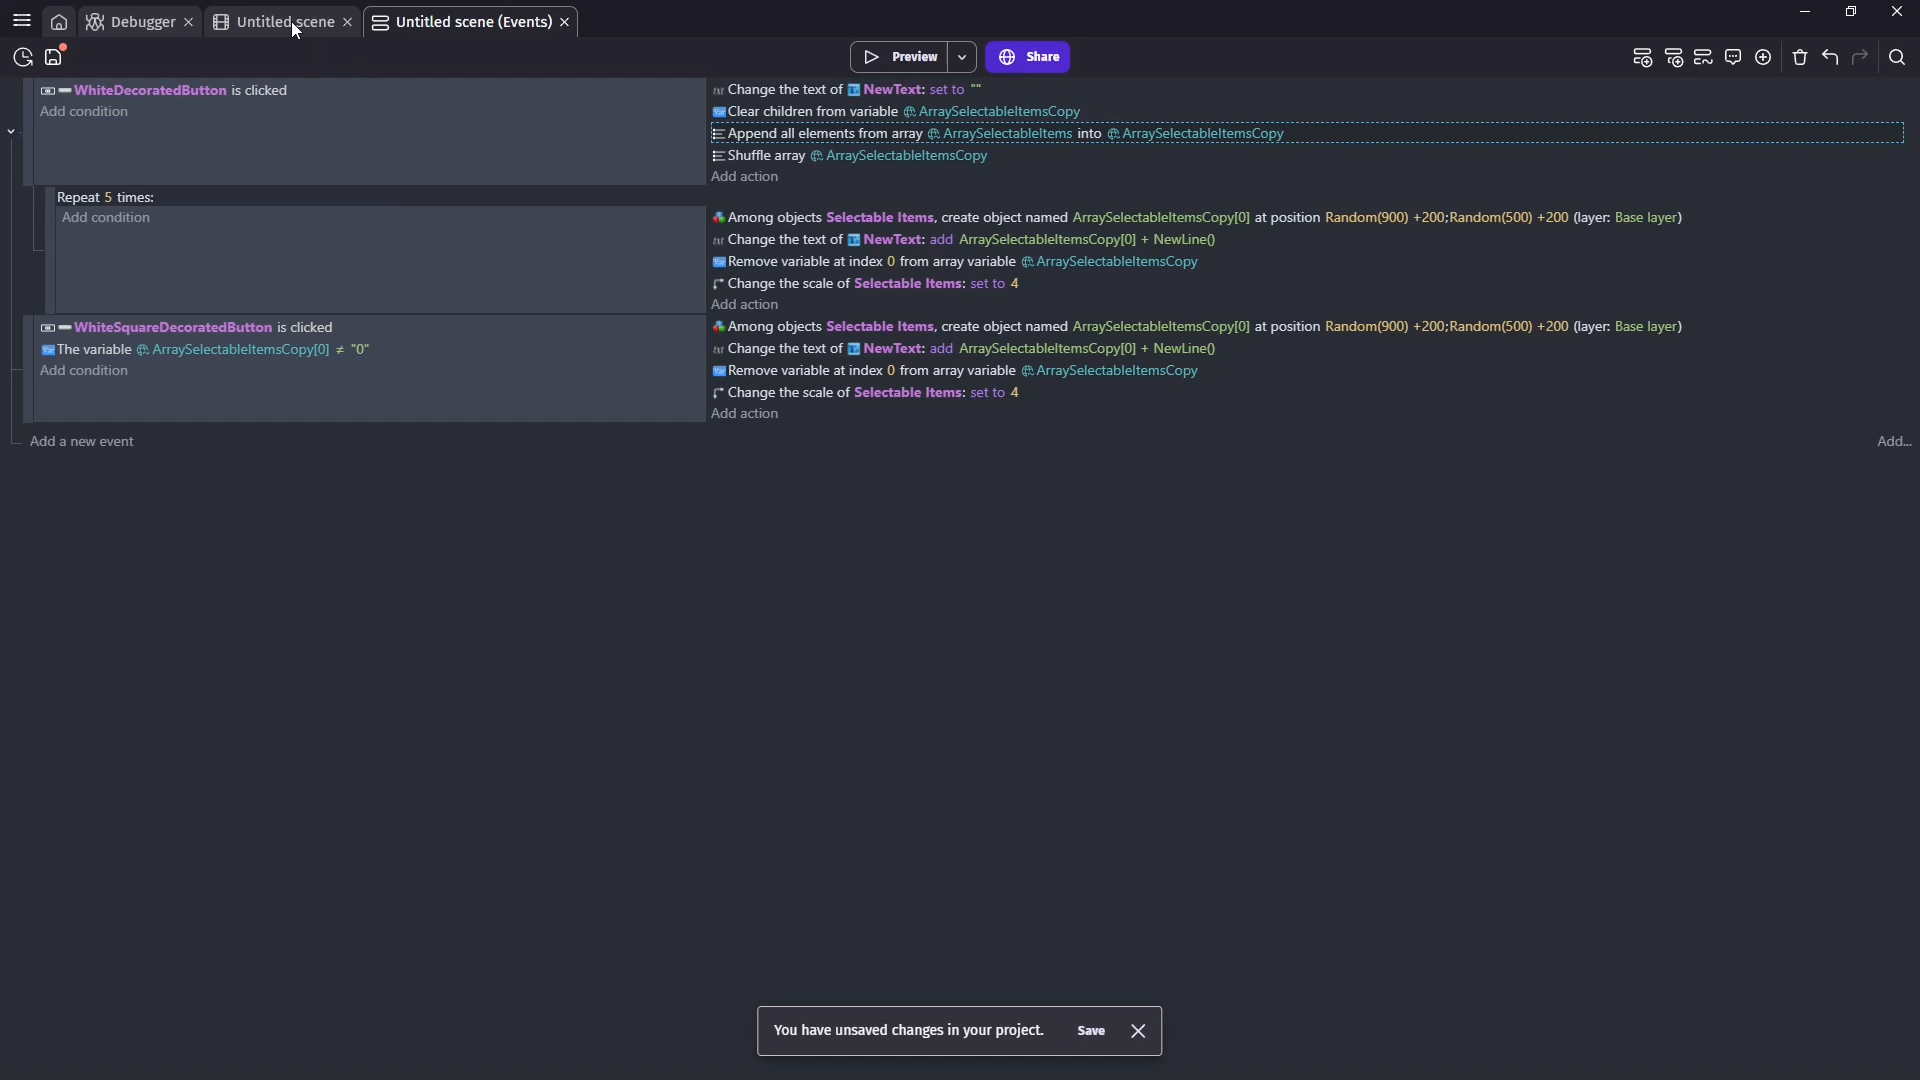 Debugger
Untitled scene
Untitled scene (Events)
Preview
Share
WhiteDecoratedButton is clicked
Add condition
Change the text of NewText: set to ""
Clear children from variable ArraySelectableItemsCopy
Append all elements from array ArraySelectableItems into ArraySelectableItemsCopy
Shuffle array ArraySelectableItemsCopy
Add action
Repeat 5 times:
Add condition
Among objects Selectable Items, create object named ArraySelectableItemsCopy[0] at position Random(900) +200;Random(500) +200 (layer: Base layer)
Change the text of NewText: add ArraySelectableItemsCopy[0] + NewLine()
Remove variable at index 0 from array variable ArraySelectableItemsCopy
Change the scale of Selectable Items: set to 4
Add action
WhiteSquareDecoratedButton is clicked
The variable ArraySelectableItemsCopy[0] ≠ "0"
Add condition
Among objects Selectable Items, create object named ArraySelectableItemsCopy[0] at position Random(900) +200;Random(500) +200 (layer: Base layer)
Change the text of NewText: add ArraySelectableItemsCopy[0] + NewLine()
Remove variable at index 0 from array variable ArraySelectableItemsCopy
Change the scale of Selectable Items: set to 4
Add action
Add a new event
Add...
You have unsaved changes in your project. Save